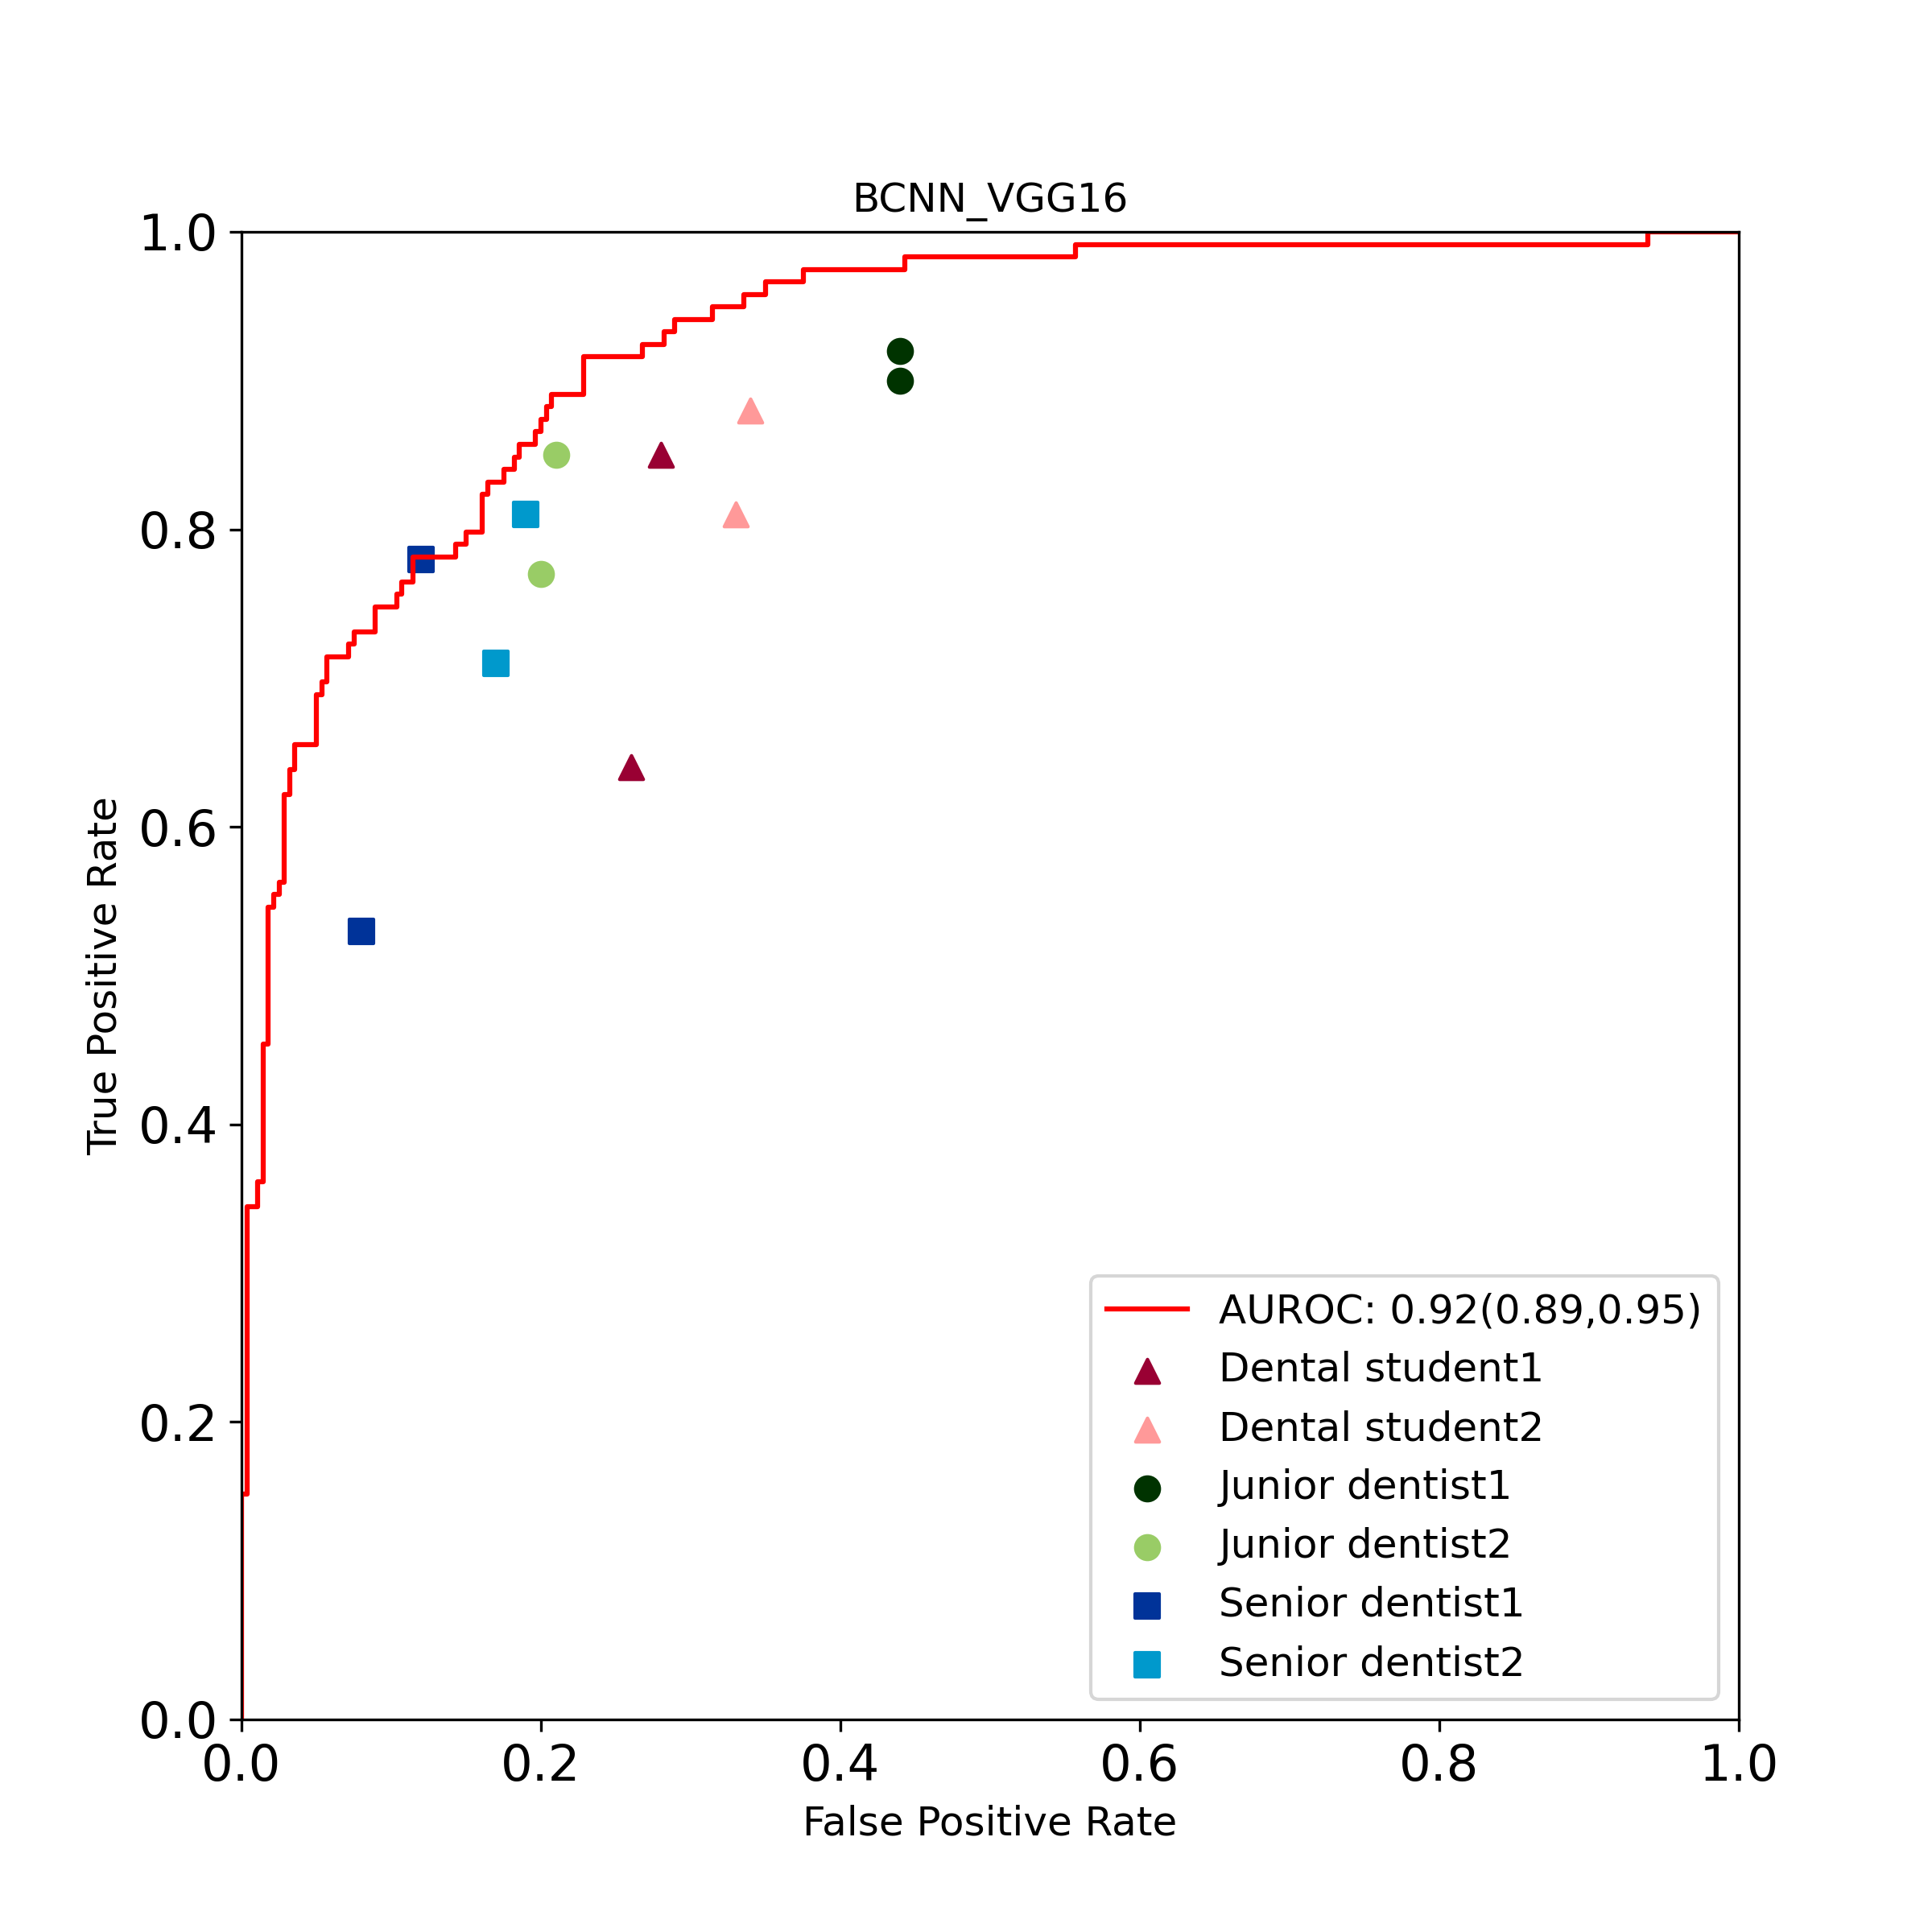 BCNN_VGG16
1.0
0.8
0.6
0.4
0.2
0.0
True Positive Rate
AUROC: 0.92(0.89,0.95)
Dental student1
Dental student2
Junior dentist1
Junior dentist2
Senior dentist1
Senior dentist2
0.0 0.2 0.4 0.6 0.8 1.0
False Positive Rate